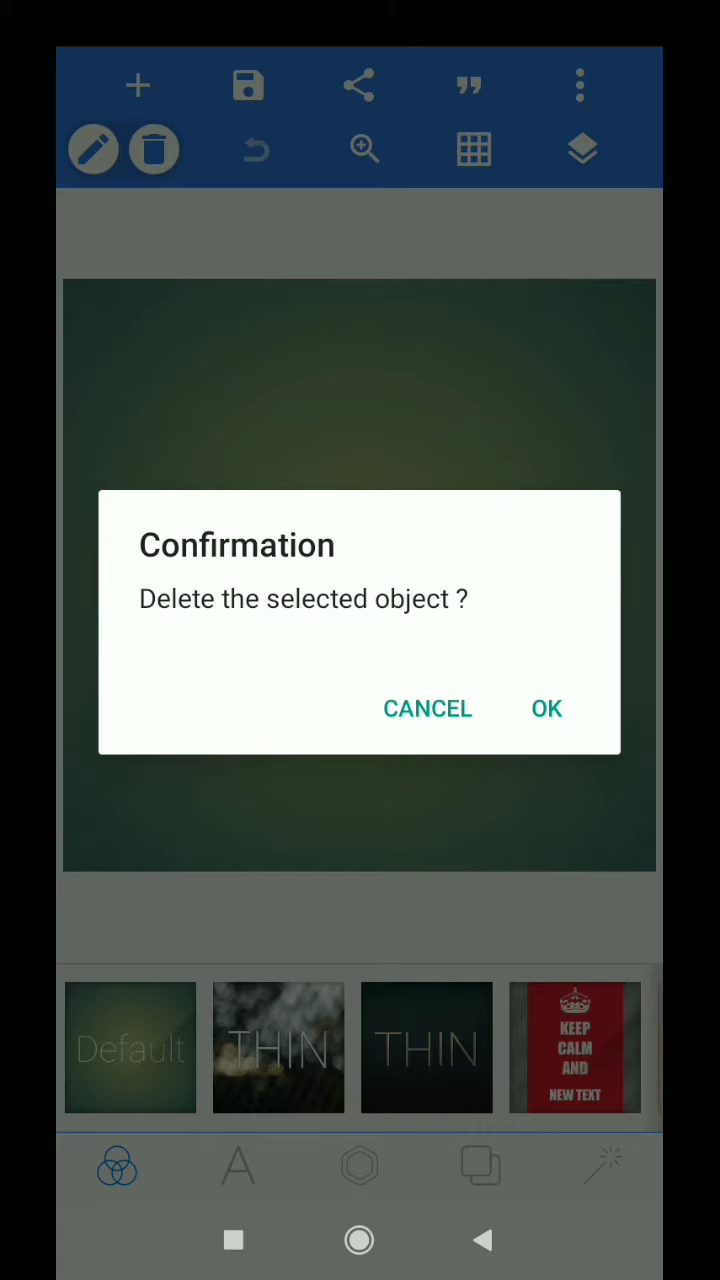 Confirmation
Delete the selected object ?
CANCEL OK
Default
THIN
THIN
KEEP
CALM
AND
NEW TEXT